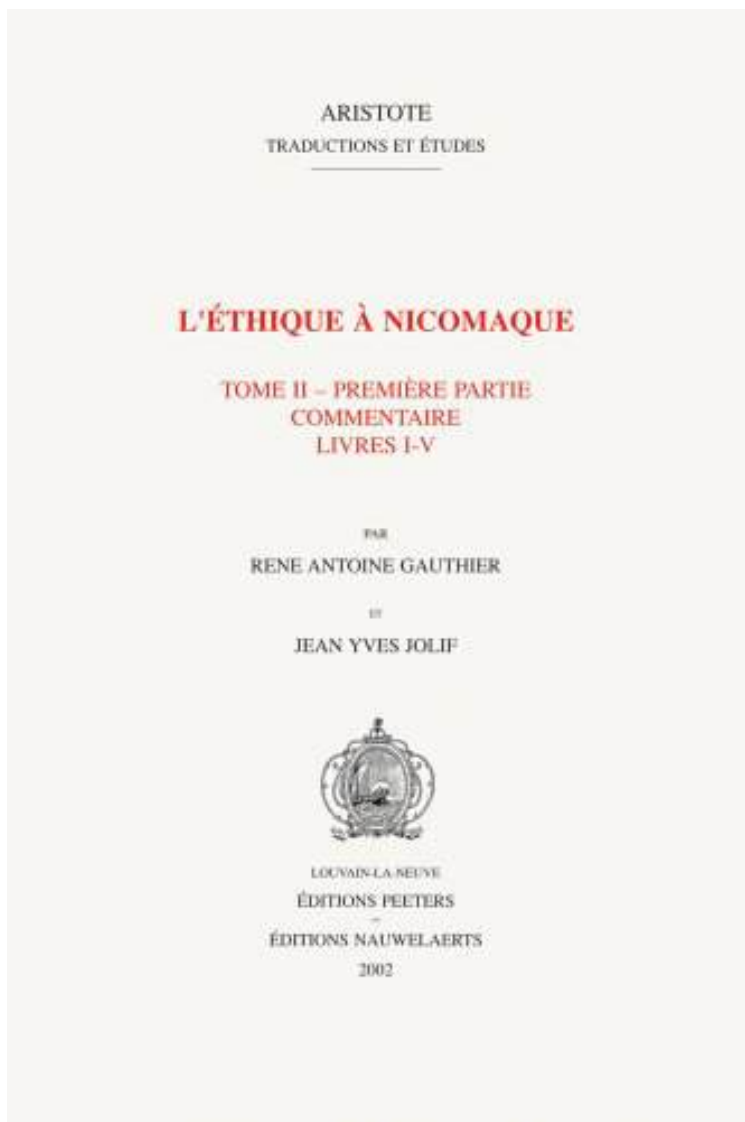 ARISTOTE
TRADUCTIONS ET ÉTUDES
L'ÉTHIQUE À NICOMAQUE
TOME II – PREMIÈRE PARTIE
COMMENTAIRE
LIVRES I-V
PAR
RENE ANTOINE GAUTHIER
ET
JEAN YVES JOLIF
LOUVAIN-LA-NEUVE
ÉDITIONS PEETERS
–
ÉDITIONS NAUWELAERTS
2002